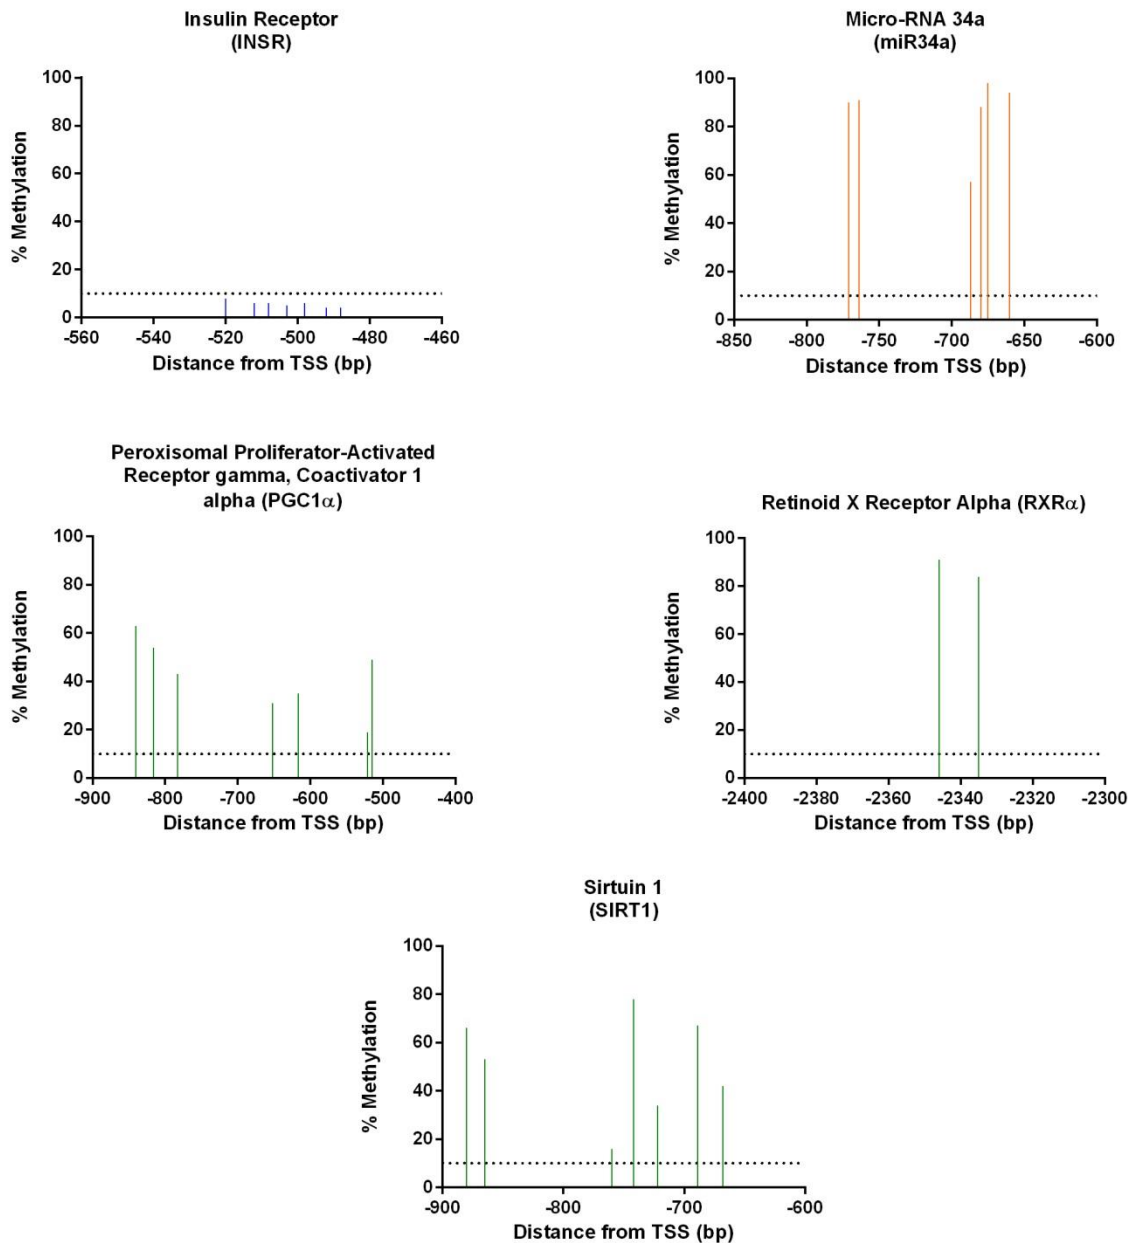 Insulin Receptor
(INSR)
100
80
60
40
20
0
% Methylation
-560 -540 -520 -500 -480 -460
Distance from TSS (bp)
Micro-RNA 34a
(miR34a)
100
80
60
40
20
0
% Methylation
-850 -800 -750 -700 -650 -600
Distance from TSS (bp)
Peroxisomal Proliferator-Activated
Receptor gamma, Coactivator 1
alpha (PGC1α)
100
80
60
40
20
0
% Methylation
-900 -800 -700 -600 -500 -400
Distance from TSS (bp)
Retinoid X Receptor Alpha (RXRα)
100
80
60
40
20
0
% Methylation
-2400 -2380 -2360 -2340 -2320 -2300
Distance from TSS (bp)
Sirtuin 1
(SIRT1)
100
80
60
40
20
0
% Methylation
-900 -800 -700 -600
Distance from TSS (bp)